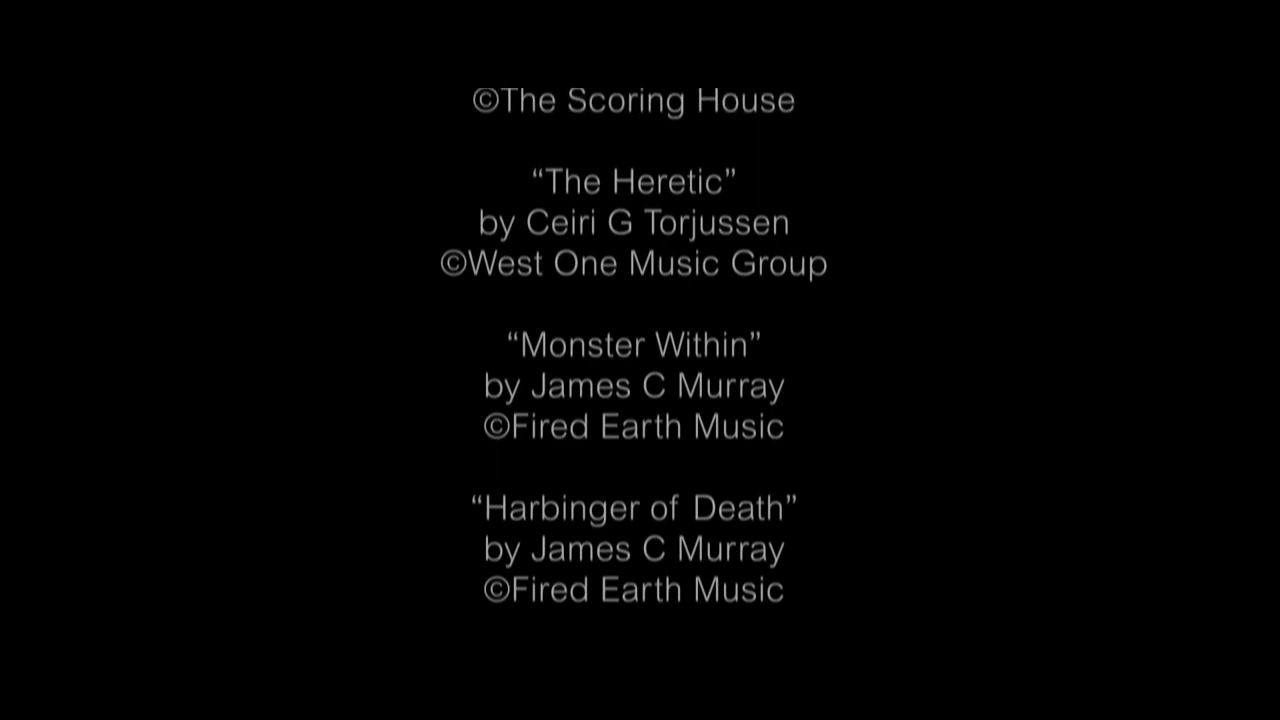 ©The Scoring House
“The Heretic”
by Ceiri G Torjussen
©West One Music Group
“Monster Within”
by James C Murray
©Fired Earth Music
“Harbinger of Death”
by James C Murray
©Fired Earth Music